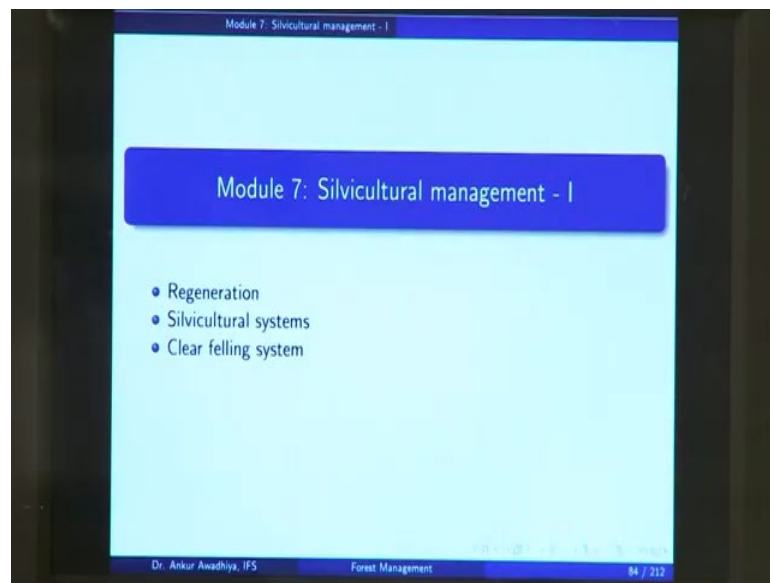 Module 7: Silvicultural management - I
Module 7: Silvicultural management - I
Regeneration
Silvicultural systems
Clear felling system
Dr. Ankur Awadhiya, IFS Forest Management 84 / 212